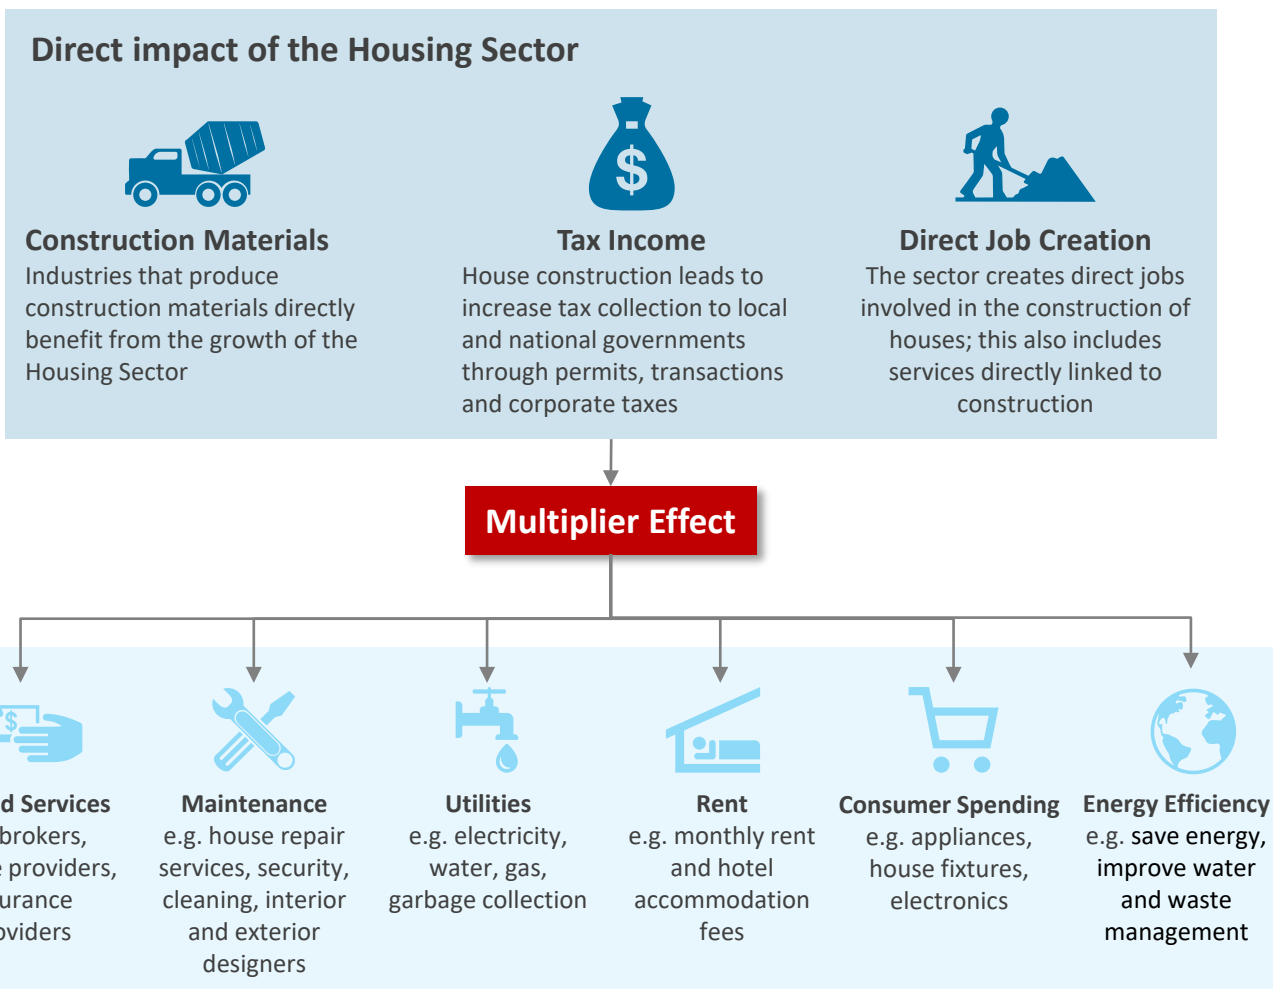 Direct impact of the Housing Sector
$
Construction Materials
Industries that produce
construction materials directly
benefit from the growth of the
Housing Sector
Tax Income
House construction leads to
increase tax collection to local
and national governments
through permits, transactions
and corporate taxes
Direct Job Creation
The sector creates direct jobs
involved in the construction of
houses; this also includes
services directly linked to
construction
Multiplier Effect
$
Services
brokers,
providers,
Maintenance
e.g. house repair
services, security,
cleaning, interior
and exterior
designers
Utilities
e.g. electricity,
water, gas,
garbage collection
Rent
e.g. monthly rent
and hotel
accommodation
fees
Consumer Spending
e.g. appliances,
house fixtures,
electronics
Energy Efficiency
e.g. save energy,
improve water
and waste
management